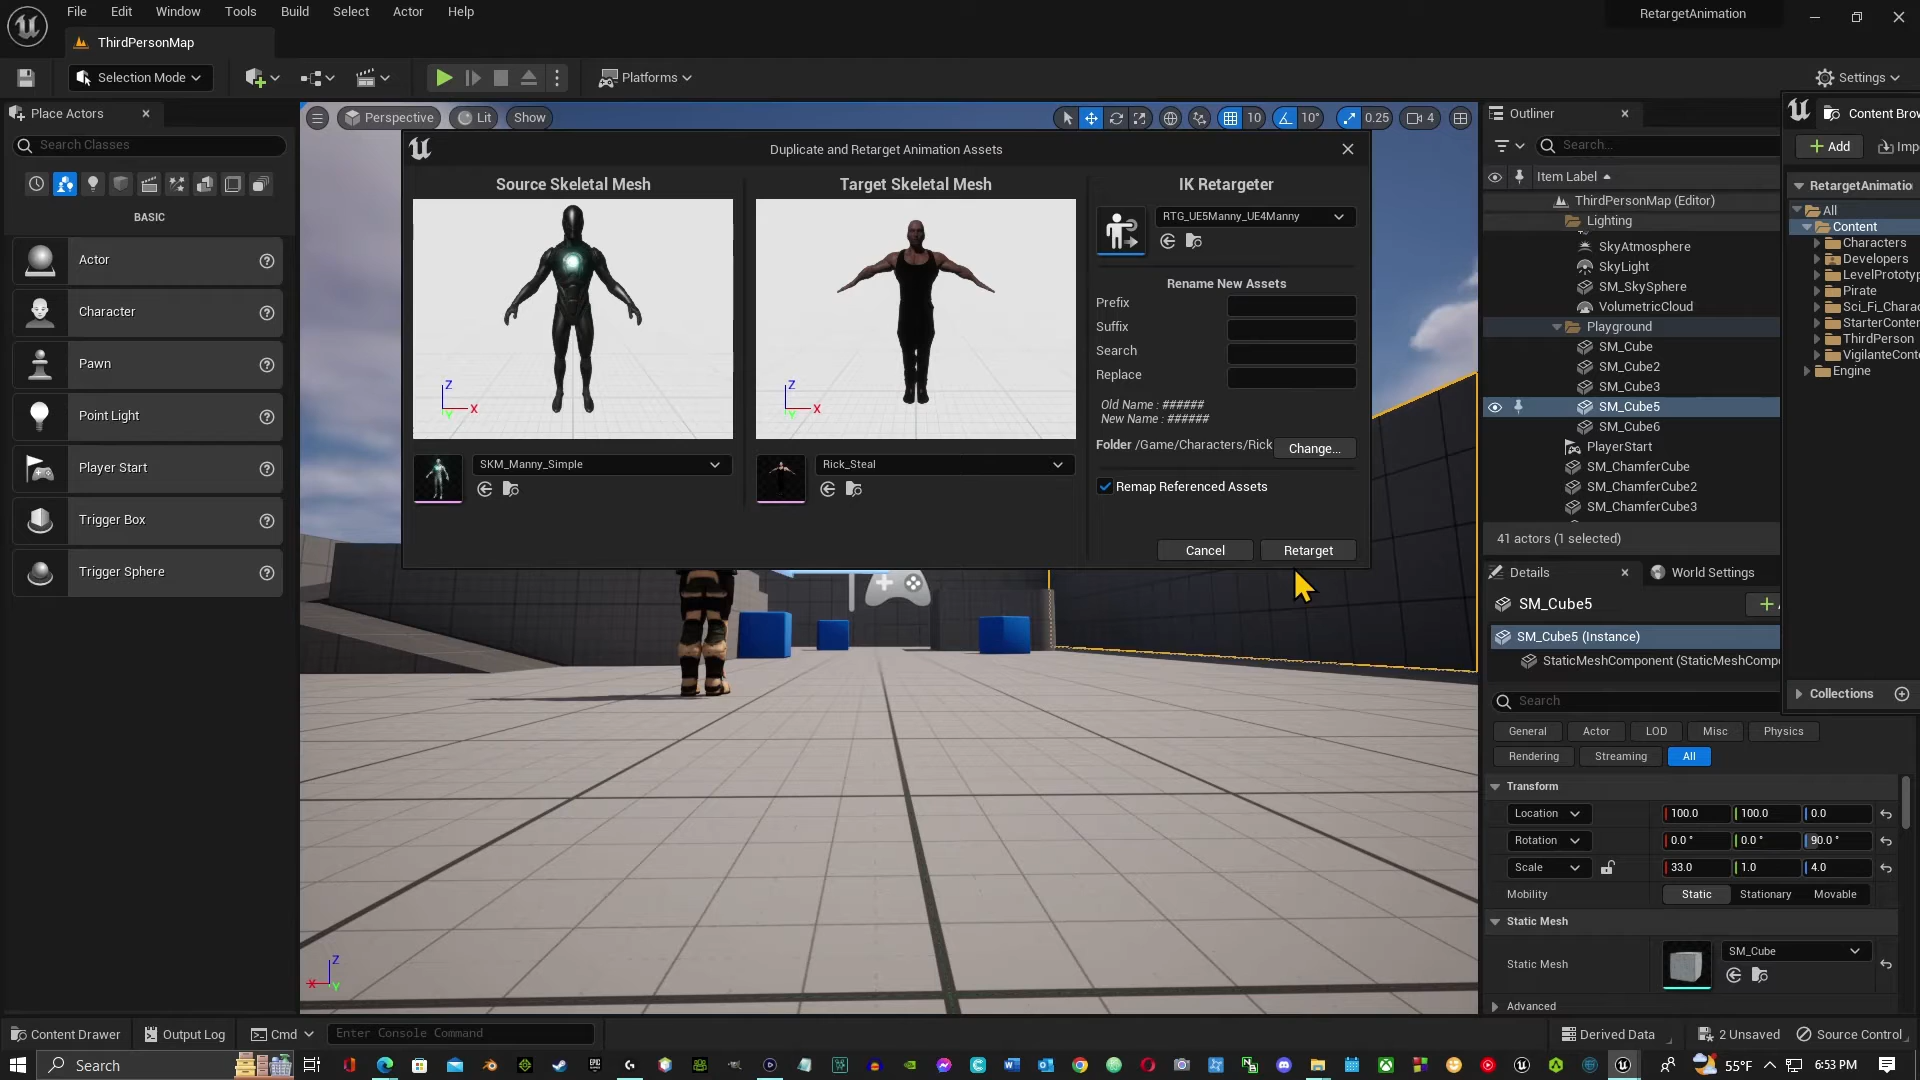 File Edit Window Tools Build Select Actor Help
RetargetAnimation
ThirdPersonMap
Selection Mode
Platforms
Settings
Place Actors
Search Classes
BASIC
Actor
Character
Pawn
Point Light
Player Start
Trigger Box
Trigger Sphere
Perspective Lit Show
10 10° 0.25 4
Duplicate and Retarget Animation Assets
Source Skeletal Mesh
Target Skeletal Mesh
IK Retargeter
Z
X
Y
Z
X
Y
SKM_Manny_Simple
Rick_Steal
RTG_UE5Manny_UE4Manny
Rename New Assets
Prefix
Suffix
Search
Replace
Old Name : ######
New Name : ######
Folder /Game/Characters/Rick
Change...
Remap Referenced Assets
Cancel
Retarget
Z
X
Y
Outliner
Search...
Item Label
ThirdPersonMap (Editor)
Lighting
SkyAtmosphere
SkyLight
SM_SkySphere
VolumetricCloud
Playground
SM_Cube
SM_Cube2
SM_Cube3
SM_Cube5
SM_Cube6
PlayerStart
SM_ChamferCube
SM_ChamferCube2
SM_ChamferCube3
41 actors (1 selected)
Content Brow
Add
Impo
RetargetAnimatio
All
Content
Characters
Developers
LevelPrototyp
Pirate
Sci_Fi_Charac
StarterConten
ThirdPerson
VigilanteCont
Engine
Collections
Details
World Settings
SM_Cube5
SM_Cube5 (Instance)
StaticMeshComponent (StaticMeshCompo
Search
General Actor LOD Misc Physics
Rendering Streaming All
Transform
Location 100.0 100.0 0.0
Rotation 0.0 ° 0.0 ° 90.0 °
Scale 33.0 1.0 4.0
Mobility Static Stationary Movable
Static Mesh
Static Mesh
SM_Cube
Advanced
Content Drawer
Output Log
Cmd
Enter Console Command
Derived Data
2 Unsaved
Source Control
Search
55°F
6:53 PM